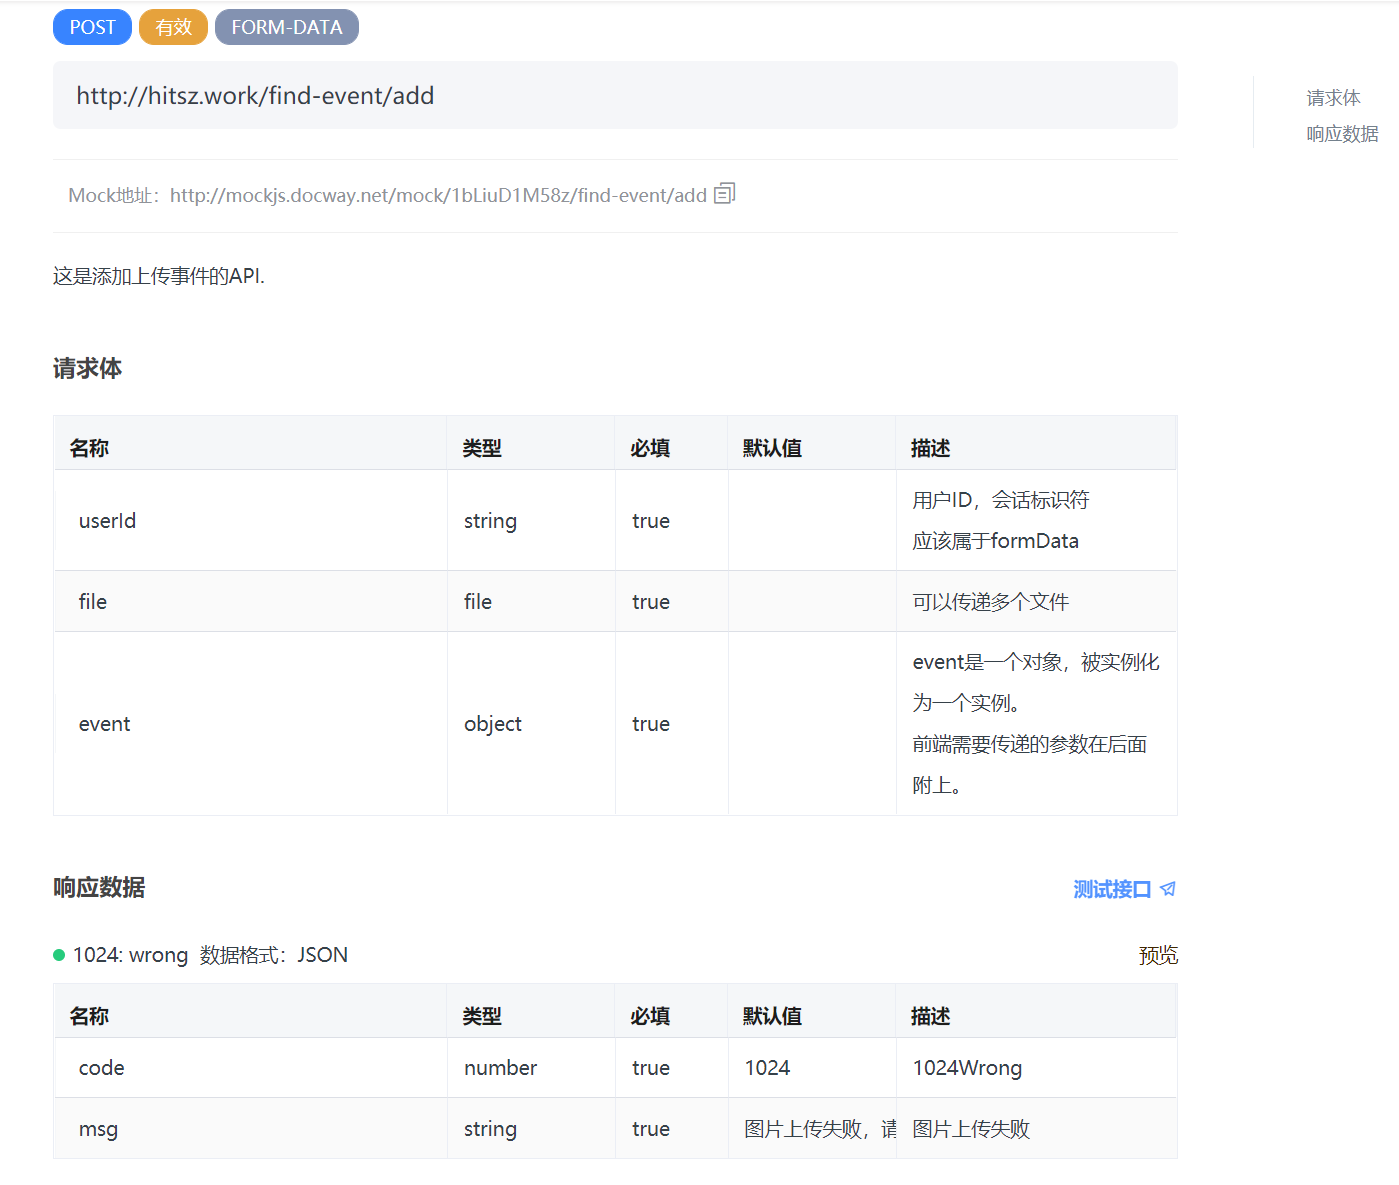 POST 有效 FORM-DATA
http://hitsz.work/find-event/add
请求体
响应数据
Mock地址：http://mockjs.docway.net/mock/1bLiuD1M58z/find-event/add
这是添加上传事件的API.
请求体
名称 类型 必填 默认值 描述
userId string true 用户ID，会话标识符
应该属于formData
file file true 可以传递多个文件
event object true event是一个对象，被实例化
为一个实例。
前端需要传递的参数在后面
附上。
响应数据 测试接口
1024: wrong 数据格式：JSON 预览
名称 类型 必填 默认值 描述
code number true 1024 1024Wrong
msg string true 图片上传失败，请 图片上传失败